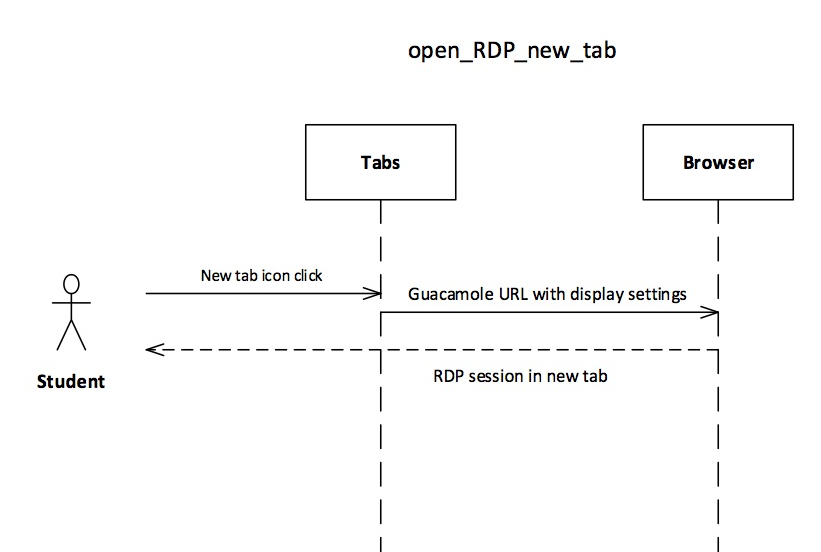 open_RDP_new_tab
Tabs
Browser
New tab icon click
Guacamole URL with display settings
RDP session in new tab
Student